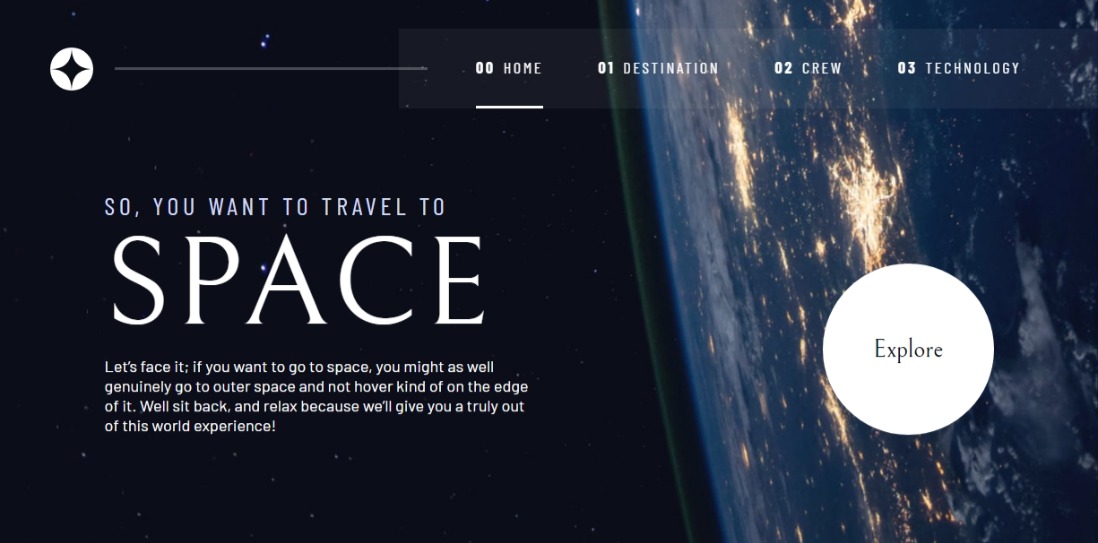 00 HOME 01 DESTINATION 02 CREW 03 TECHNOLOGY
SO, YOU WANT TO TRAVEL TO
SPACE
Let's face it; if you want to go to space, you might as well
genuinely go to outer space and not hover kind of on the edge
of it. Well sit back, and relax because we'll give you a truly out
of this world experience!
Explore